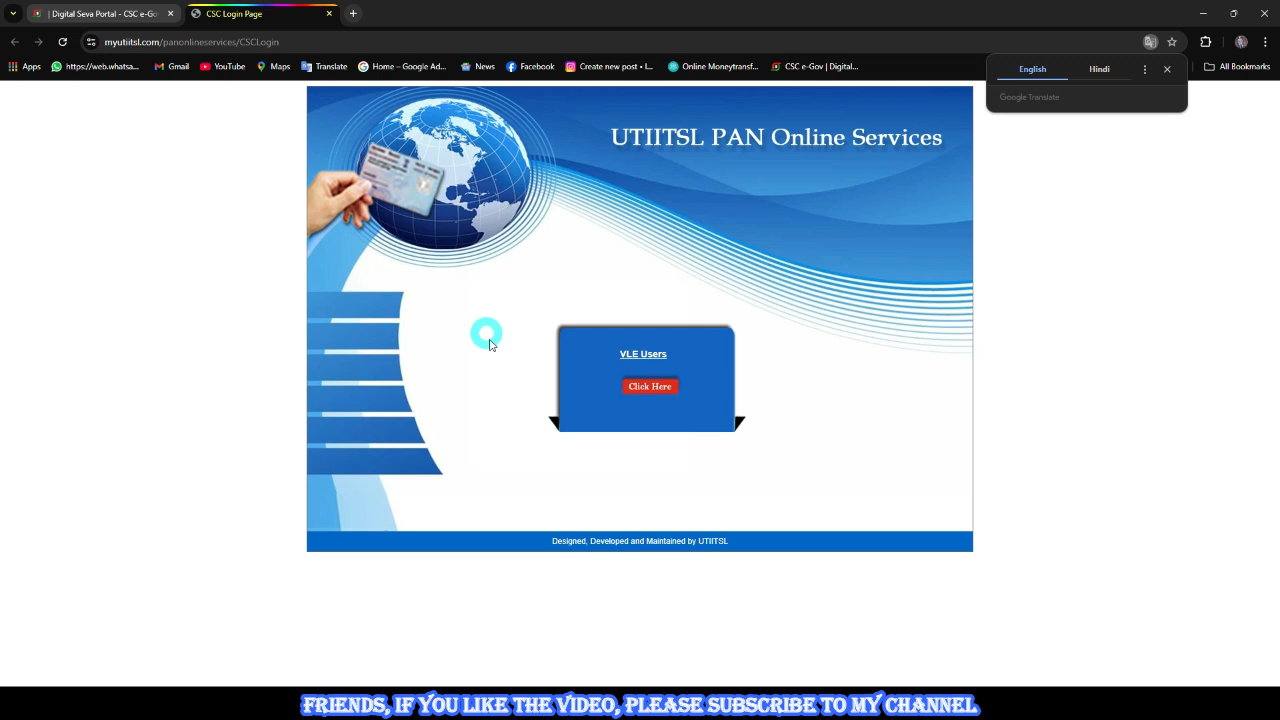 | Digital Seva Portal - CSC e-Go
CSC Login Page
myutiitsl.com/panonlineservices/CSCLogin
Apps
https://web.whatsa...
Gmail
YouTube
Maps
Translate
Home – Google Ad...
News
Facebook
Create new post • I...
Online Moneytransf...
CSC e-Gov | Digital...
All Bookmarks
English
Hindi
Google Translate
UTIITSL PAN Online Services
VLE Users
Click Here
Designed, Developed and Maintained by UTIITSL
FRIENDS, IF YOU LIKE THE VIDEO, PLEASE SUBSCRIBE TO MY CHANNEL